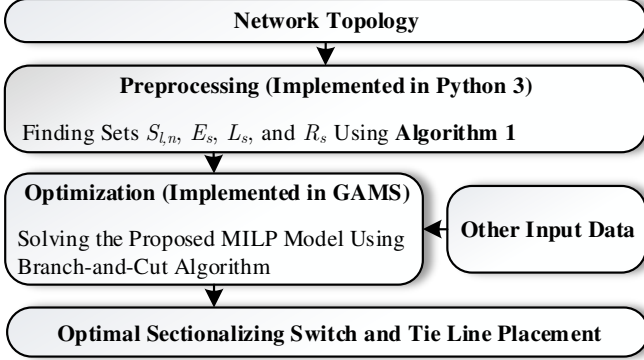 Network Topology
Preprocessing (Implemented in Python 3)
Finding Sets S_{l,n}, E_s, L_s, and R_s Using Algorithm 1
Optimization (Implemented in GAMS)
Solving the Proposed MILP Model Using
Branch-and-Cut Algorithm
Other Input Data
Optimal Sectionalizing Switch and Tie Line Placement